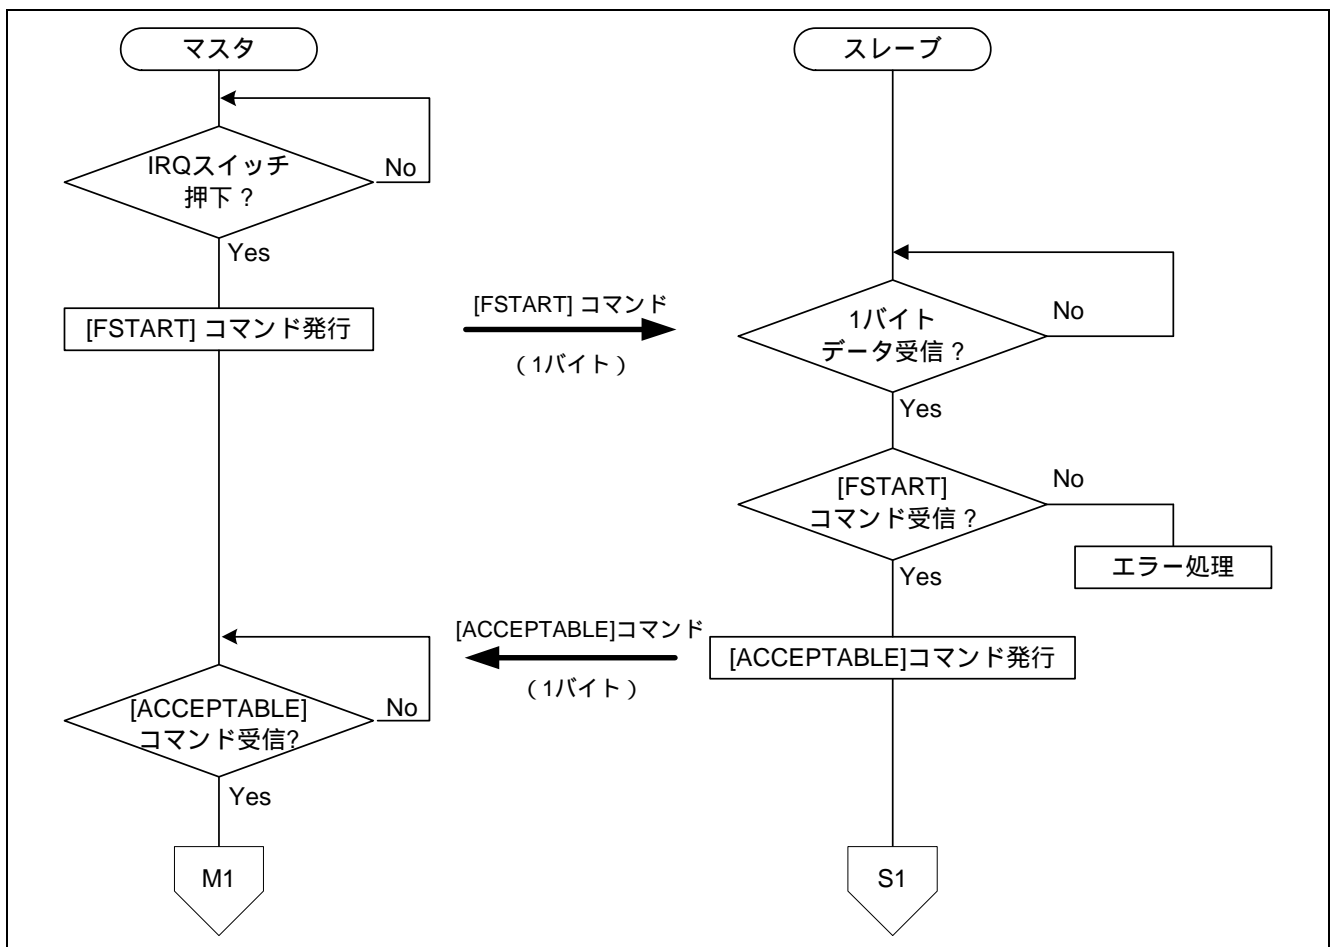 マスタ
スレーブ
IRQスイッチ
押下？
No
Yes
[FSTART] コマンド発行
[FSTART] コマンド
（1バイト）
1バイト
データ受信？
No
Yes
[FSTART]
コマンド受信？
No
エラー処理
Yes
[ACCEPTABLE]コマンド発行
[ACCEPTABLE]コマンド
（1バイト）
[ACCEPTABLE]
コマンド受信?
No
Yes
M1
S1